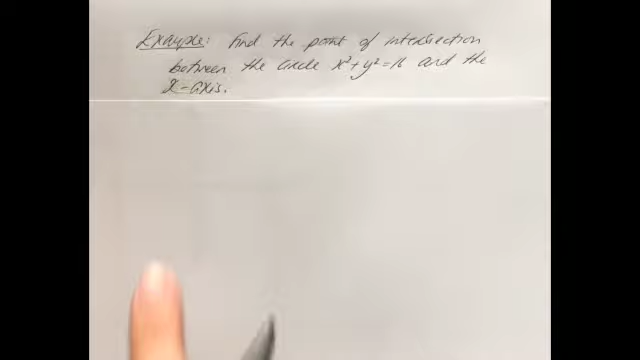 Example: Find the point of intersection
between the circle x²+y²=16 and the
x-axis.